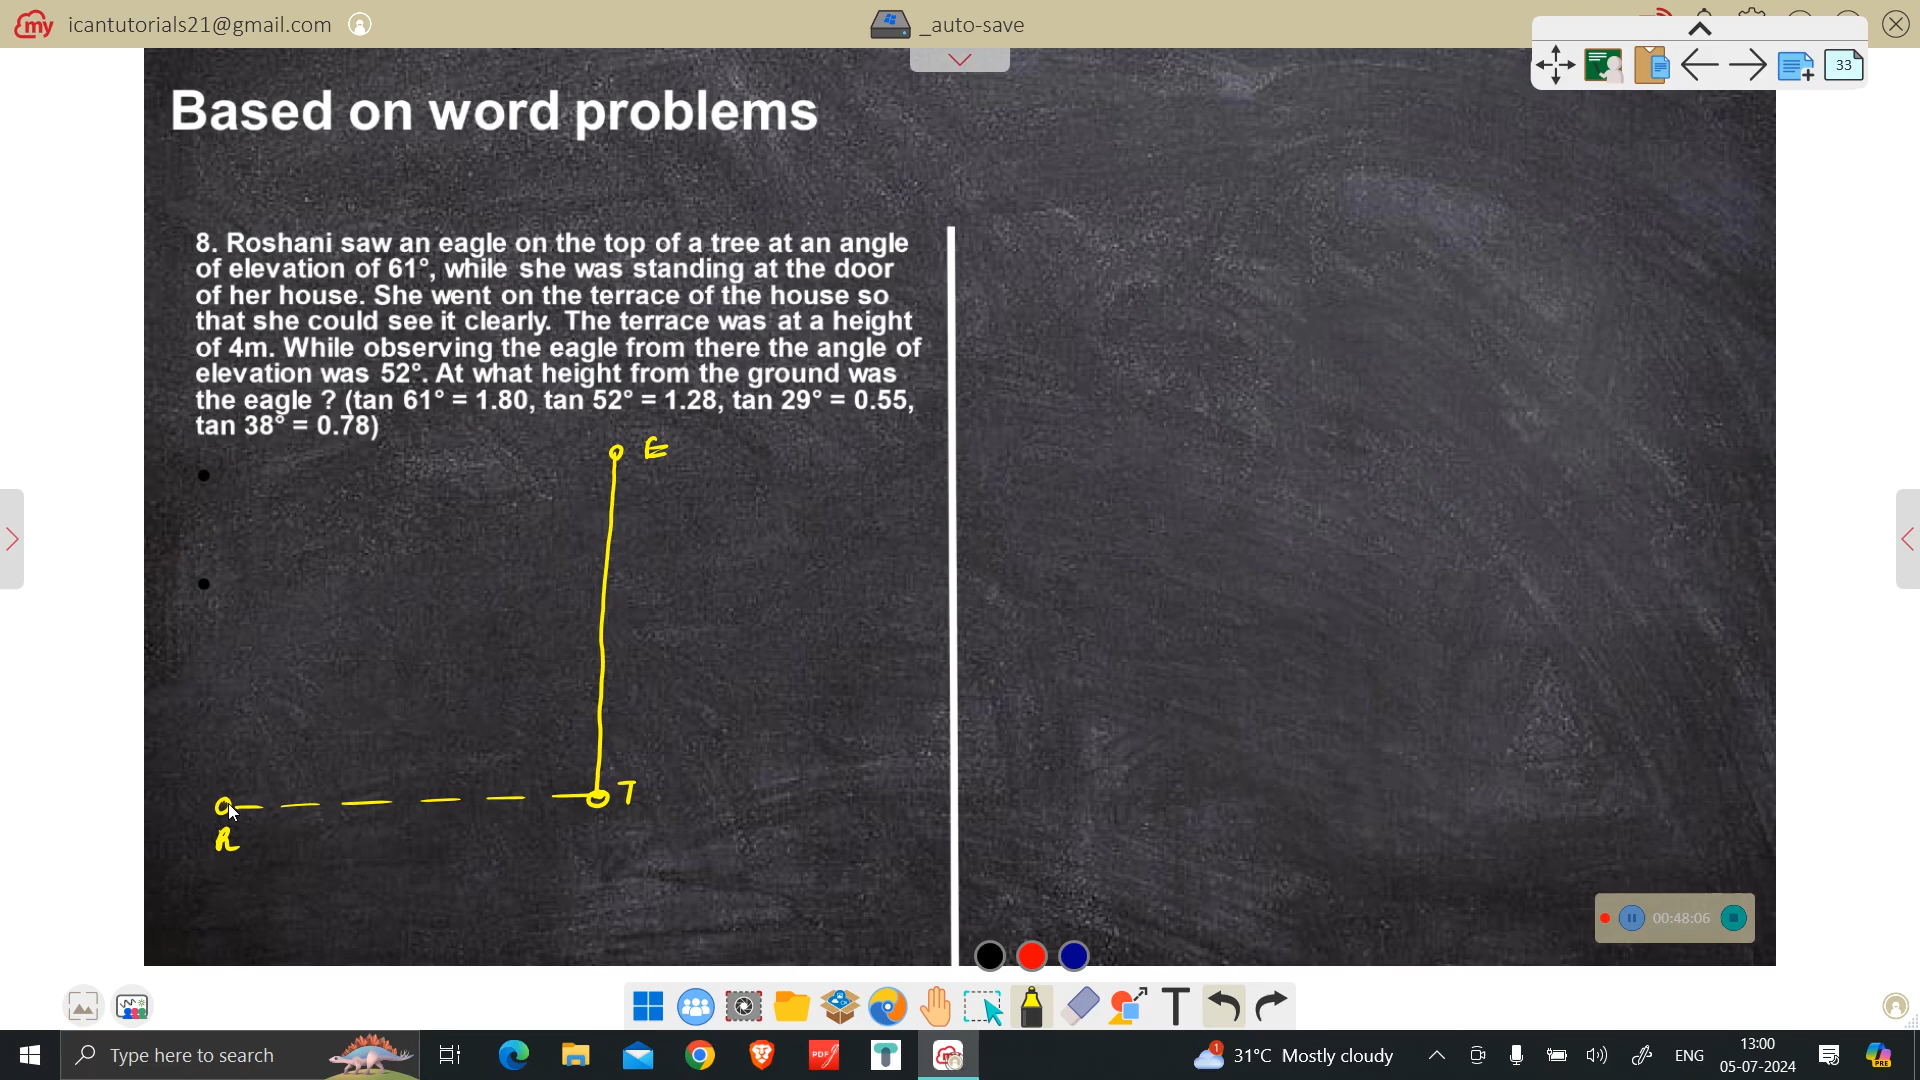 my icantutorials21@gmail.com
_auto-save
33
Based on word problems
8. Roshani saw an eagle on the top of a tree at an angle
of elevation of 61°, while she was standing at the door
of her house. She went on the terrace of the house so
that she could see it clearly. The terrace was at a height
of 4m. While observing the eagle from there the angle of
elevation was 52°. At what height from the ground was
the eagle ? (tan 61° = 1.80, tan 52° = 1.28, tan 29° = 0.55,
tan 38° = 0.78)
E
T
R
00:48:06
T
Type here to search
PDF
T
my
1
31°C Mostly cloudy
ENG
13:00
05-07-2024
PRE